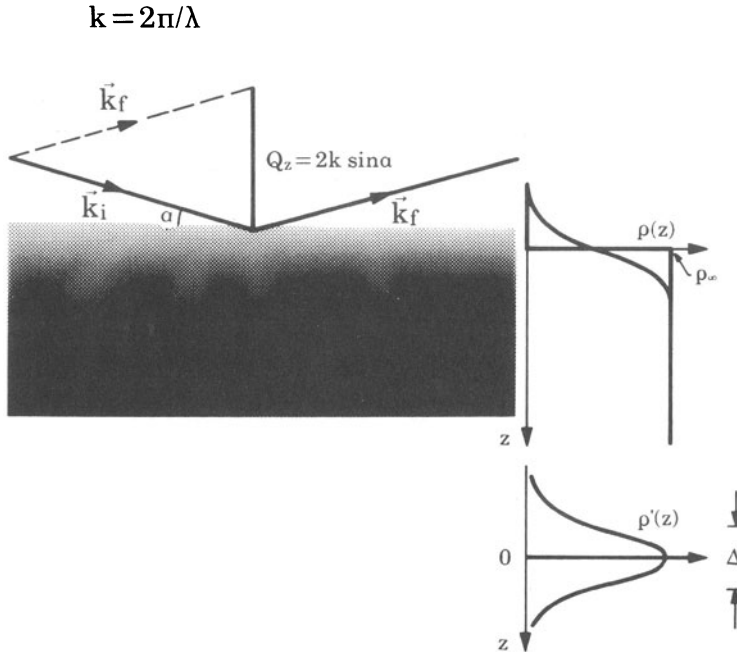 k = 2π/λ
k⃗f
Qz = 2k sinα
k⃗i
α
k⃗f
ρ(z)
ρ∞
z
ρ'(z)
0
Δ
z